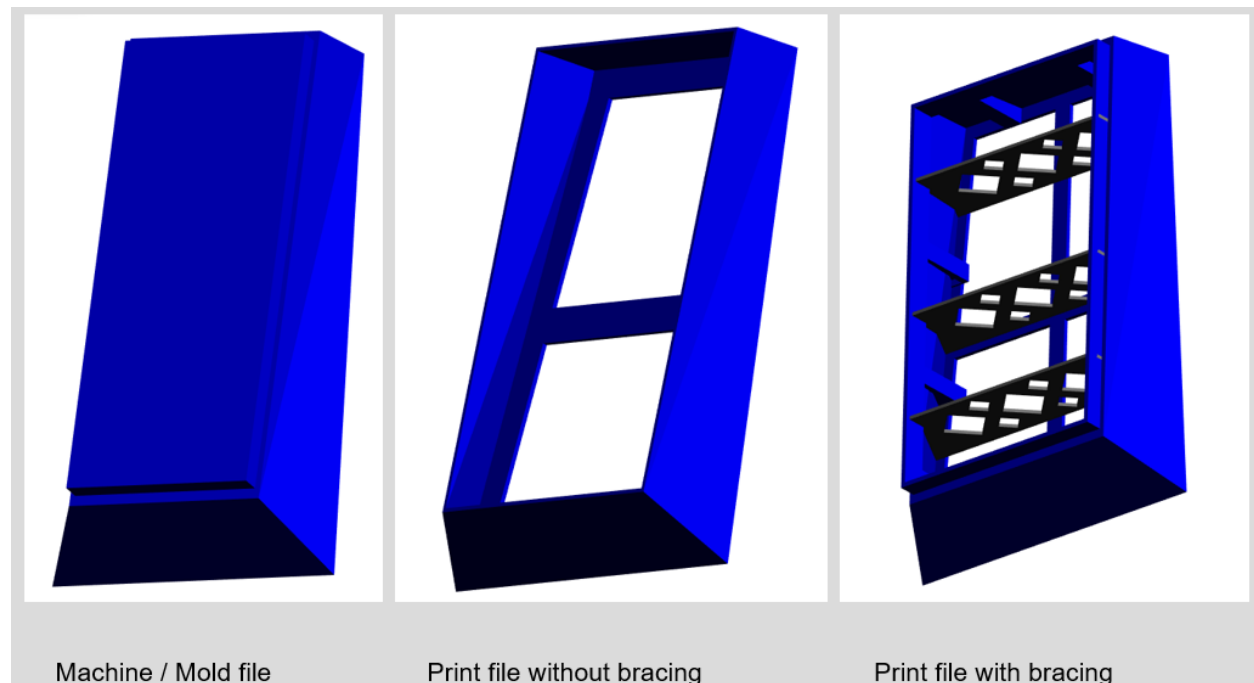 Machine / Mold file
Print file without bracing
Print file with bracing